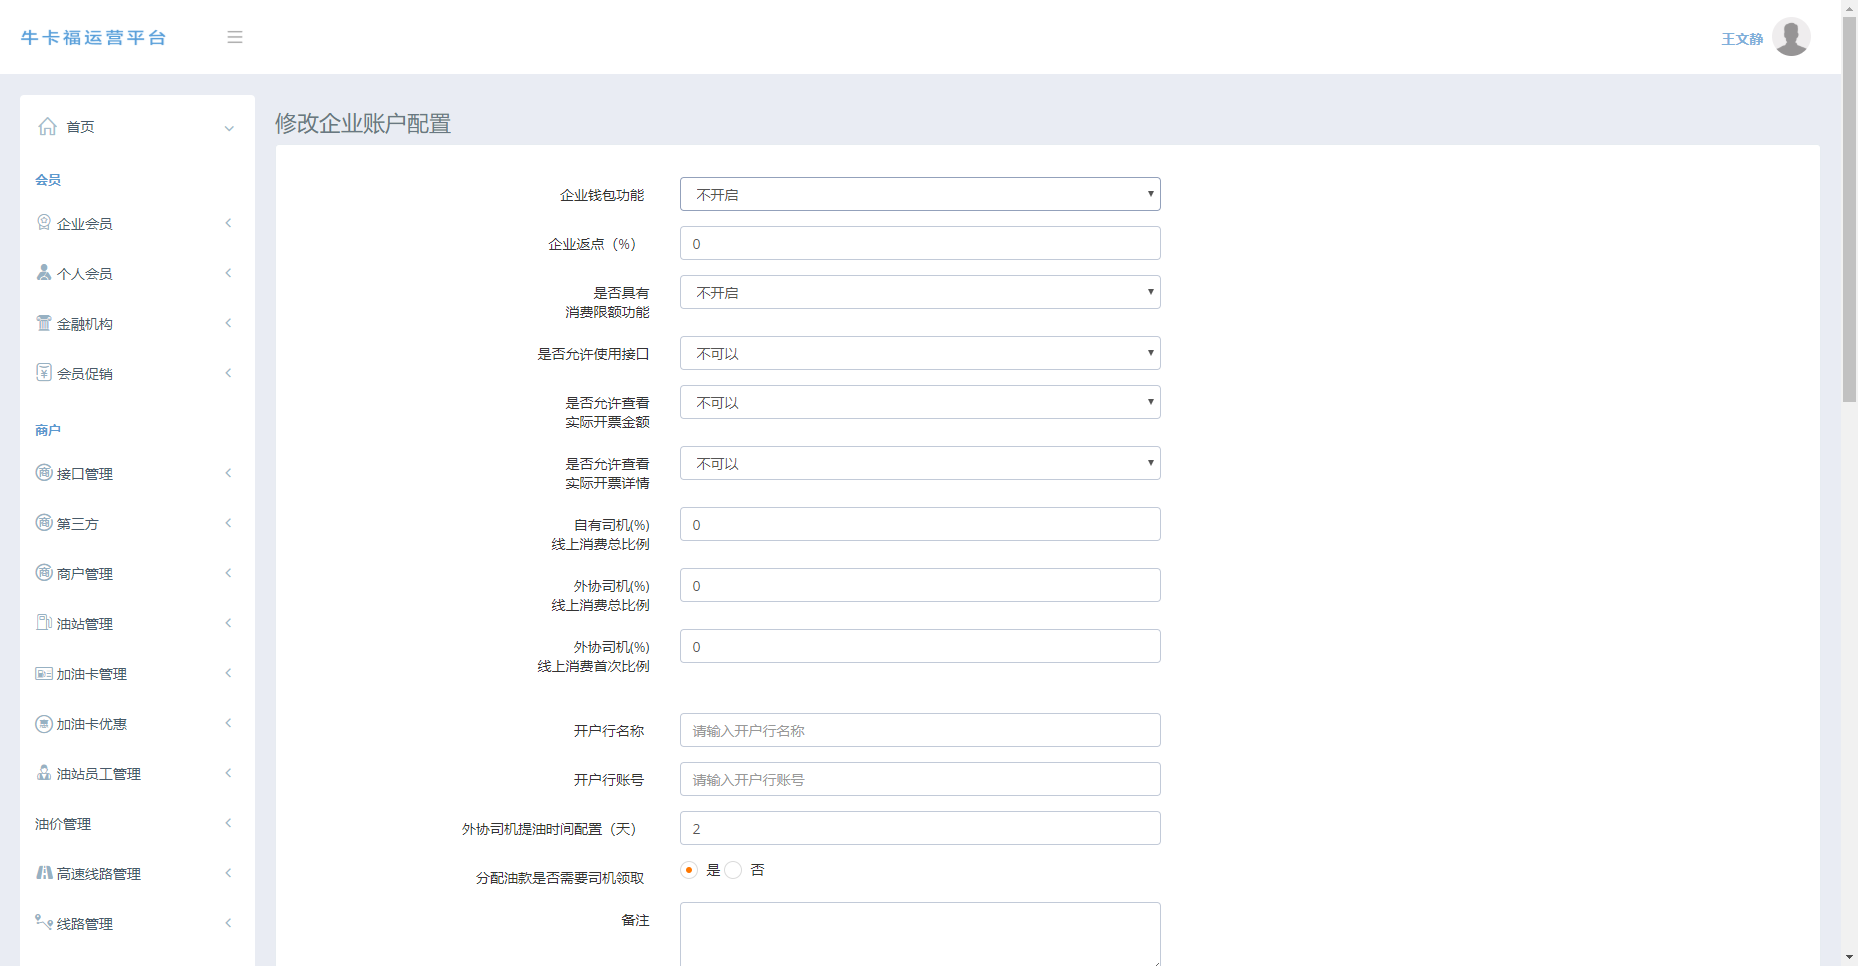 牛卡福运营平台
王文静
首页
会员
企业会员
个人会员
金融机构
会员促销
商户
接口管理
第三方
商户管理
油站管理
加油卡管理
加油卡优惠
油站员工管理
油价管理
高速线路管理
线路管理
修改企业账户配置
企业钱包功能
不开启
企业返点（%）
0
是否具有
消费限额功能
不开启
是否允许使用接口
不可以
是否允许查看
实际开票金额
不可以
是否允许查看
实际开票详情
不可以
自有司机(%)
线上消费总比例
0
外协司机(%)
线上消费总比例
0
外协司机(%)
线上消费首次比例
0
开户行名称
请输入开户行名称
开户行账号
请输入开户行账号
外协司机提油时间配置（天）
2
分配油款是否需要司机领取
是 否
备注